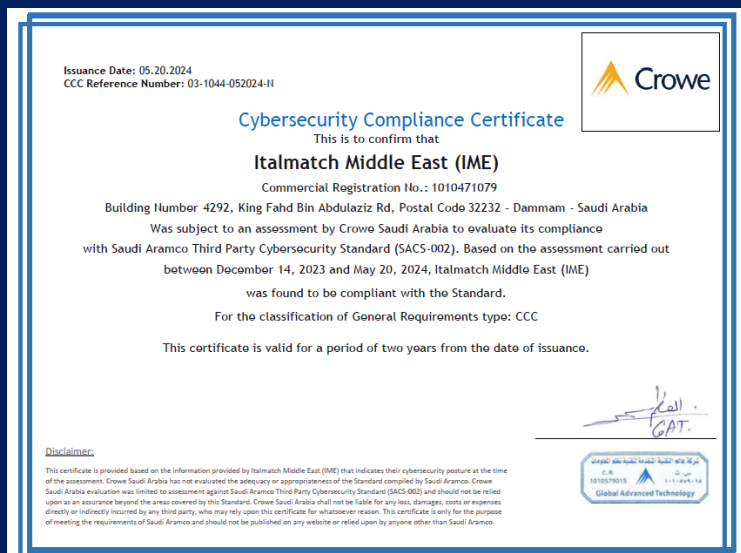 Issuance Date: 05.20.2024
CCC Reference Number: 03-1044-052024-N
Crowe
Cybersecurity Compliance Certificate
This is to confirm that
Italmatch Middle East (IME)
Commercial Registration No.: 1010471079
Building Number 4292, King Fahd Bin Abdulaziz Rd, Postal Code 32232 - Dammam - Saudi Arabia
Was subject to an assessment by Crowe Saudi Arabia to evaluate its compliance
with Saudi Aramco Third Party Cybersecurity Standard (SACS-002). Based on the assessment carried out
between December 14, 2023 and May 20, 2024, Italmatch Middle East (IME)
was found to be compliant with the Standard.
For the classification of General Requirements type: CCC
This certificate is valid for a period of two years from the date of issuance.
GAT.
Disclaimer:
This certificate is provided based on the information provided by Italmatch Middle East (IME) that indicates their cybersecurity posture at the time
of the assessment. Crowe Saudi Arabia has not evaluated the adequacy or appropriateness of the Standard compiled by Saudi Aramco. Crowe
Saudi Arabia evaluation was limited to assessment against Saudi Aramco Third Party Cybersecurity Standard (SACS-002) and should not be relied
upon as an assurance beyond the areas covered by this Standard. Crowe Saudi Arabia shall not be liable for any loss, damages, costs or expenses
directly or indirectly incurred by any third party, who may rely upon this certificate for whatsoever reason. This certificate is only for the purpose
of meeting the requirements of Saudi Aramco and should not be published on any website or relied upon by anyone other than Saudi Aramco.
C.R. س.ت
1010579015 ١٠١٠٥٧٩٠١٥
Global Advanced Technology